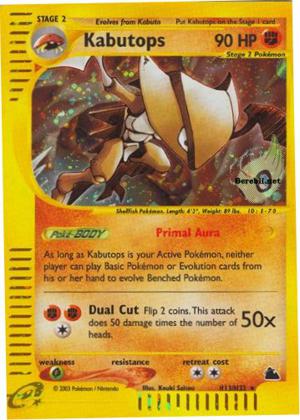 STAGE 2
Evolves from Kabuto
Put Kabutops on the Stage 1 card
Kabutops
90 HP
Stage 2 Pokémon
Shellfish Pokémon. Length: 4'3", Weight: 89 lbs.
Poké-BODY
Primal Aura
As long as Kabutops is your Active Pokémon, neither
player can play Basic Pokémon or Evolution cards from
his or her hand to evolve Benched Pokémon.
Dual Cut Flip 2 coins. This attack
does 50 damage times the number of
heads.
50x
weakness
resistance
retreat cost
©2003 Pokémon / Nintendo
Illus. Kouki Saitou